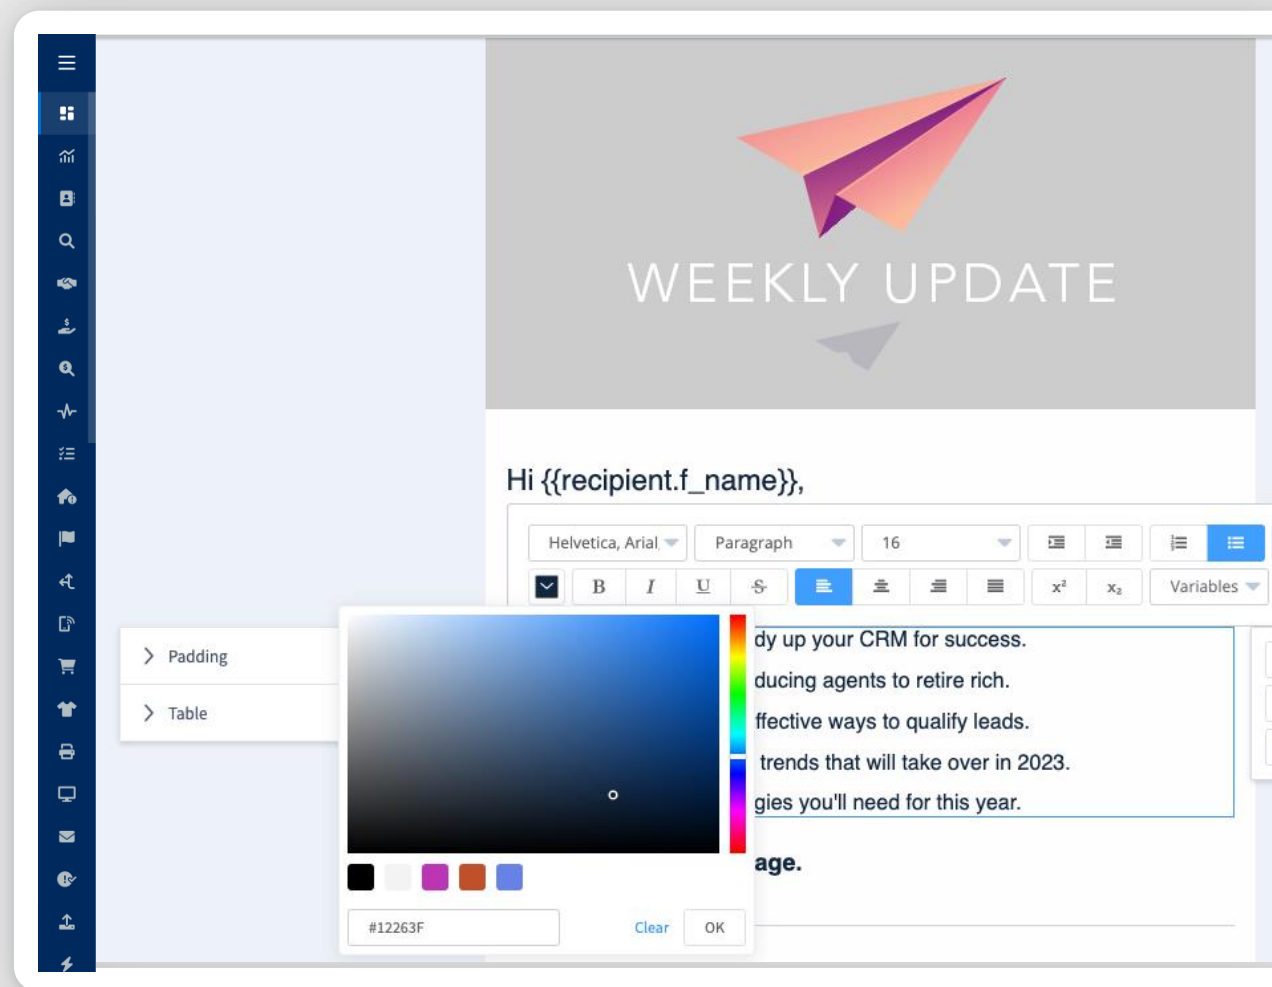 WEEKLY UPDATE
Hi {{recipient.f_name}},
Helvetica, Arial, Paragraph 16
B I U S x² x₂ Variables
Padding
Table
dy up your CRM for success.
ducing agents to retire rich.
ffective ways to qualify leads.
trends that will take over in 2023.
gies you'll need for this year.
age.
#12263F Clear OK